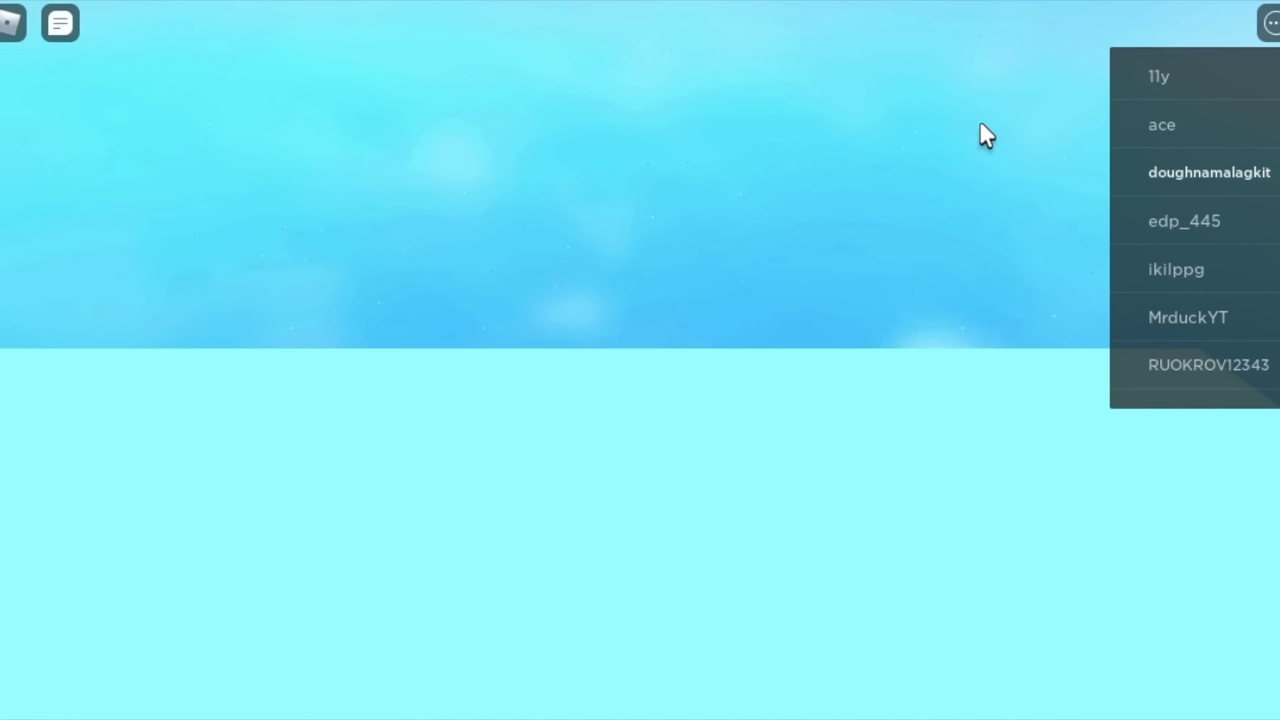 11y
ace
doughnamalagkit
edp_445
ikilppg
MrduckYT
RUOKROV12343